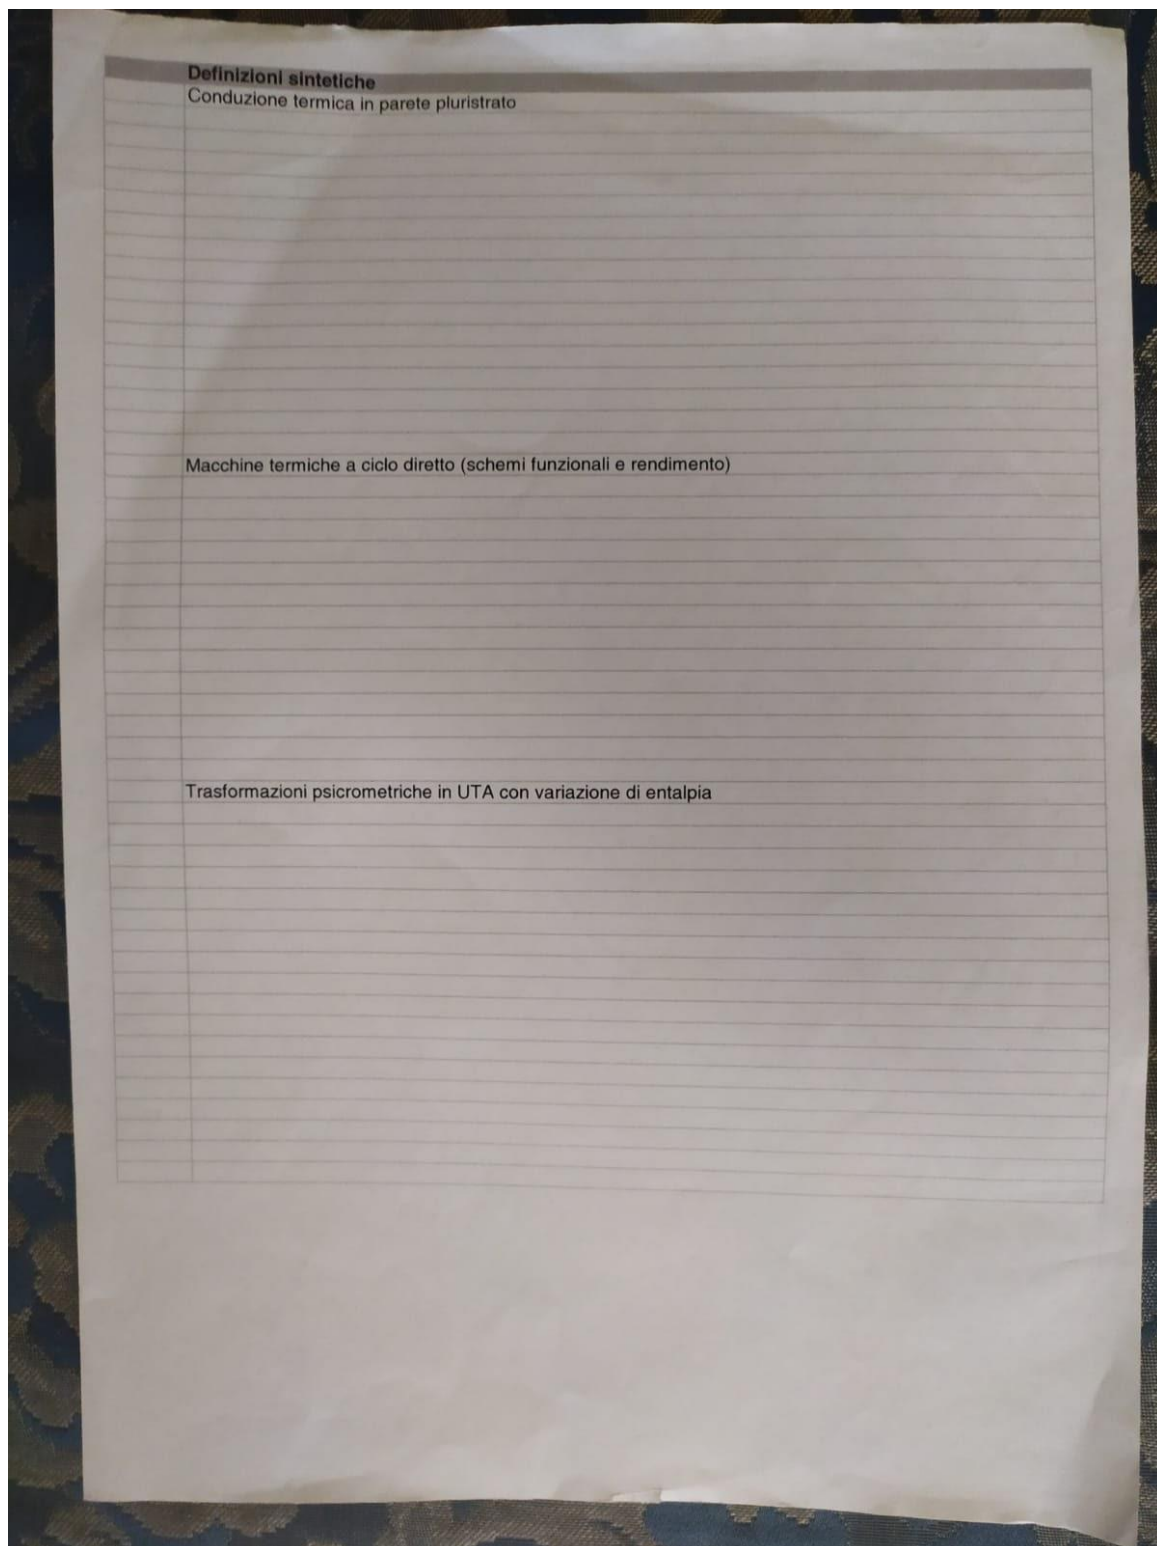 Definizioni sintetiche
Conduzione termica in parete pluristrato
Macchine termiche a ciclo diretto (schemi funzionali e rendimento)
Trasformazioni psicrometriche in UTA con variazione di entalpia